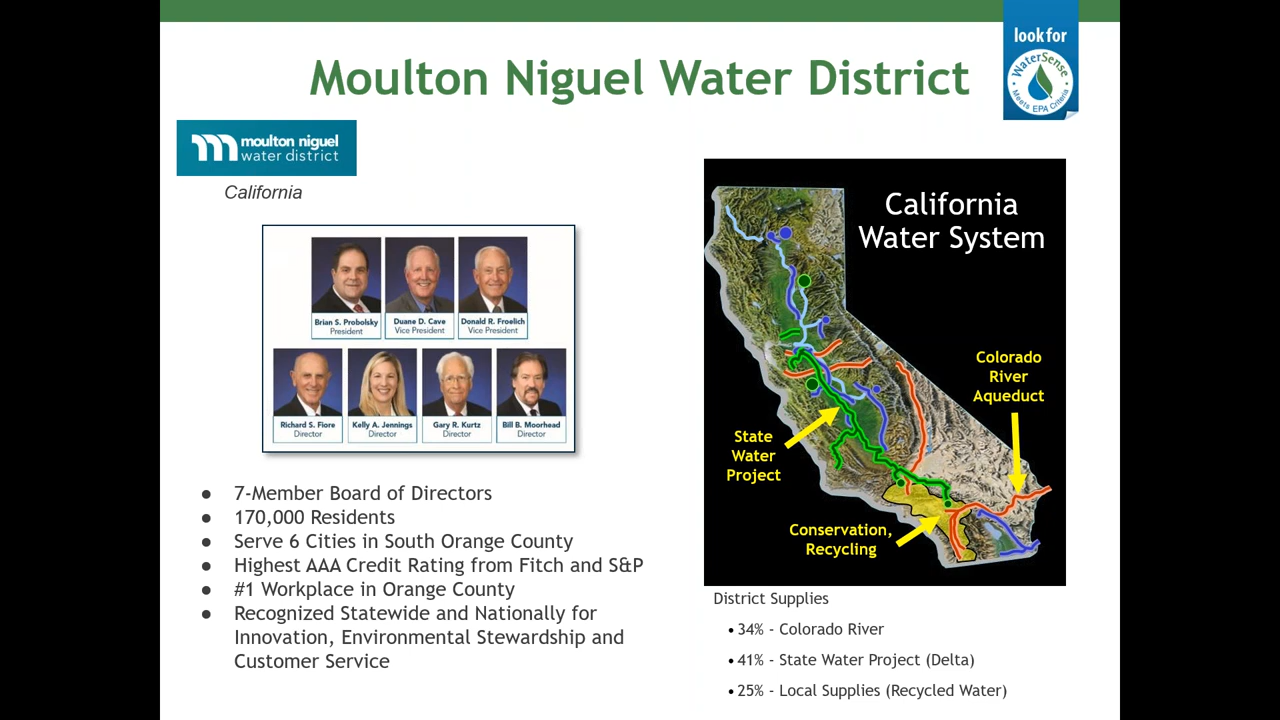 look for
WaterSense
Meets EPA Criteria
Moulton Niguel Water District
moulton niguel
water district
California
Brian S. Probolsky
President
Duane D. Cave
Vice President
Donald R. Froelich
Vice President
Richard S. Fiore
Director
Kelly A. Jennings
Director
Gary R. Kurtz
Director
Bill B. Moorhead
Director
● 7-Member Board of Directors
● 170,000 Residents
● Serve 6 Cities in South Orange County
● Highest AAA Credit Rating from Fitch and S&P
● #1 Workplace in Orange County
● Recognized Statewide and Nationally for
Innovation, Environmental Stewardship and
Customer Service
California
Water System
Colorado
River
Aqueduct
State
Water
Project
Conservation,
Recycling
District Supplies
• 34% - Colorado River
• 41% - State Water Project (Delta)
• 25% - Local Supplies (Recycled Water)